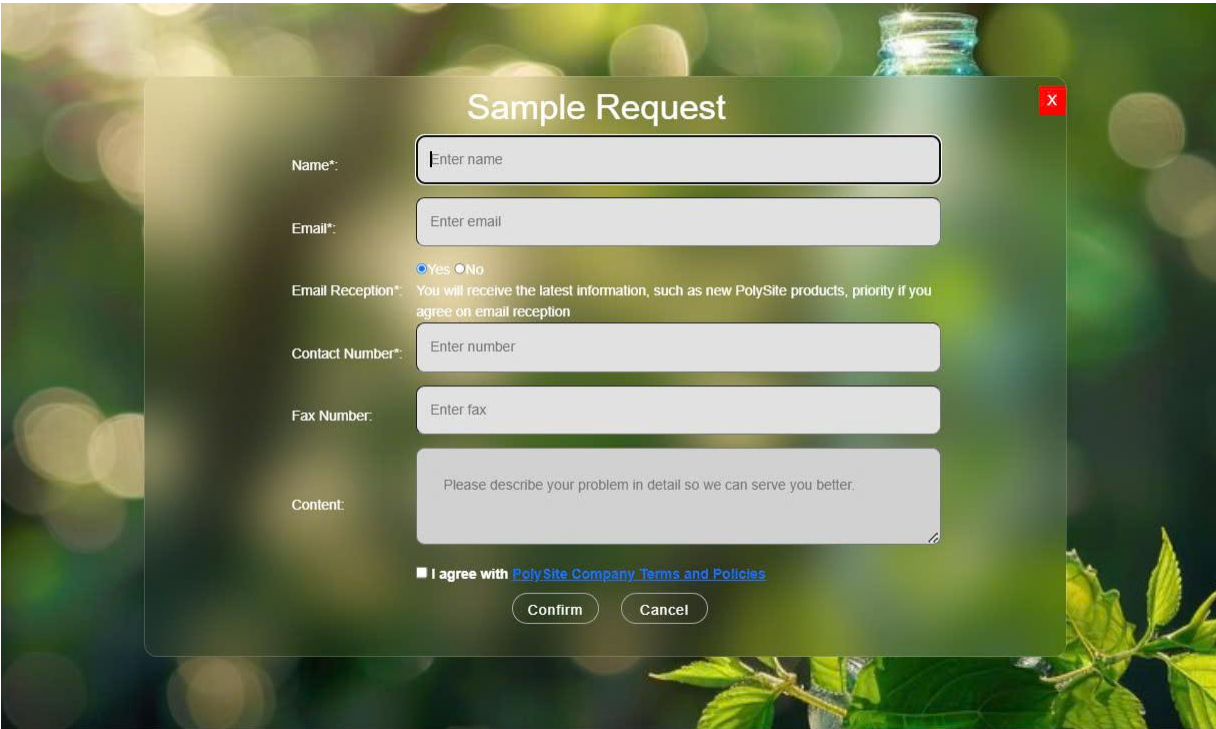 Sample Request
X
Name*:
Enter name
Email*:
Enter email
Yes No
Email Reception*:
You will receive the latest information, such as new PolySite products, priority if you
agree on email reception
Contact Number*:
Enter number
Fax Number:
Enter fax
Content:
Please describe your problem in detail so we can serve you better.
I agree with PolySite Company Terms and Policies
Confirm Cancel